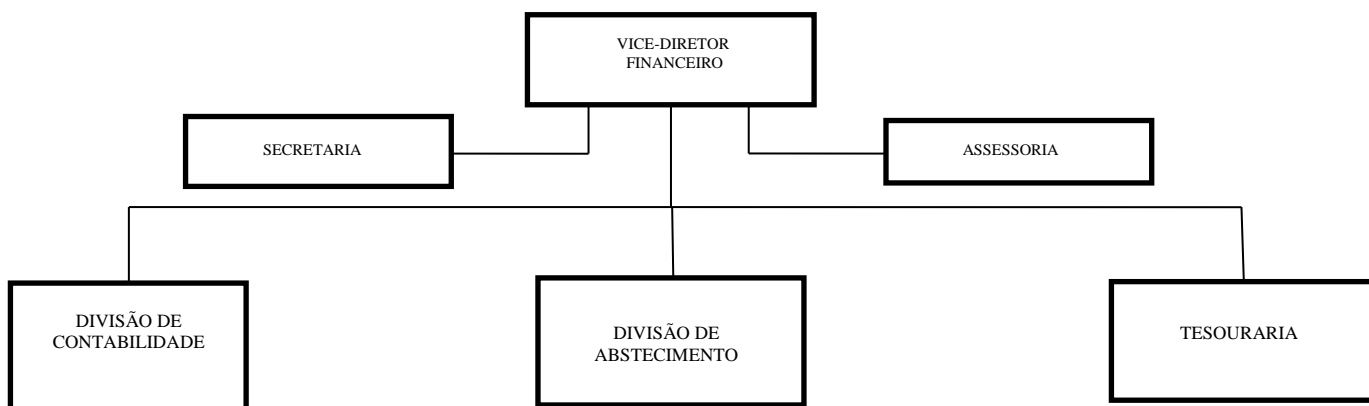 VICE-DIRETOR
FINANCEIRO
SECRETARIA
ASSESSORIA
DIVISÃO DE
CONTABILIDADE
DIVISÃO DE
ABSTECIMENTO
TESOURARIA